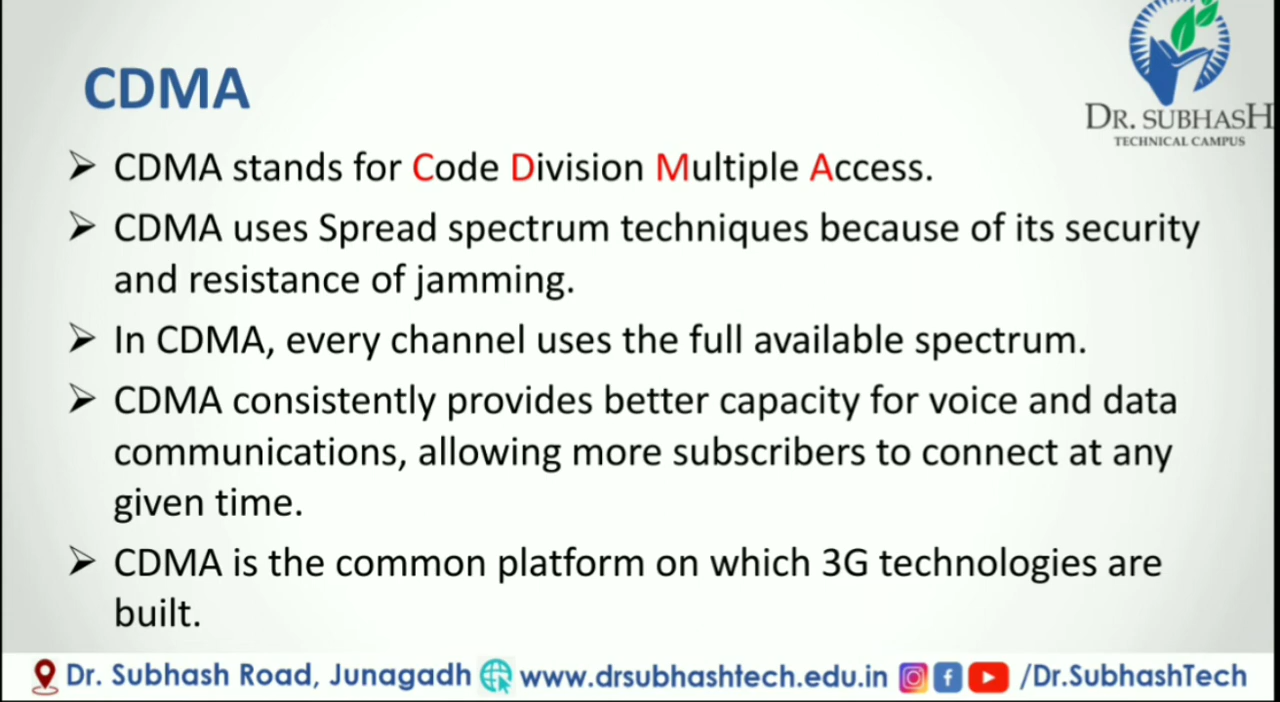 DR. SUBHASH
TECHNICAL CAMPUS
CDMA
➢ CDMA stands for Code Division Multiple Access.
➢ CDMA uses Spread spectrum techniques because of its security
and resistance of jamming.
➢ In CDMA, every channel uses the full available spectrum.
➢ CDMA consistently provides better capacity for voice and data
communications, allowing more subscribers to connect at any
given time.
➢ CDMA is the common platform on which 3G technologies are
built.
Dr. Subhash Road, Junagadh www.drsubhashtech.edu.in /Dr.SubhashTech